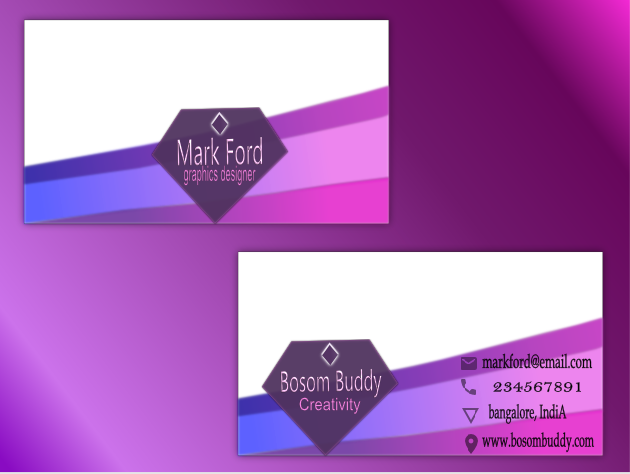 Mark Ford
graphics designer
Bosom Buddy
Creativity
markford@email.com
234567891
bangalore, IndiA
www.bosombuddy.com